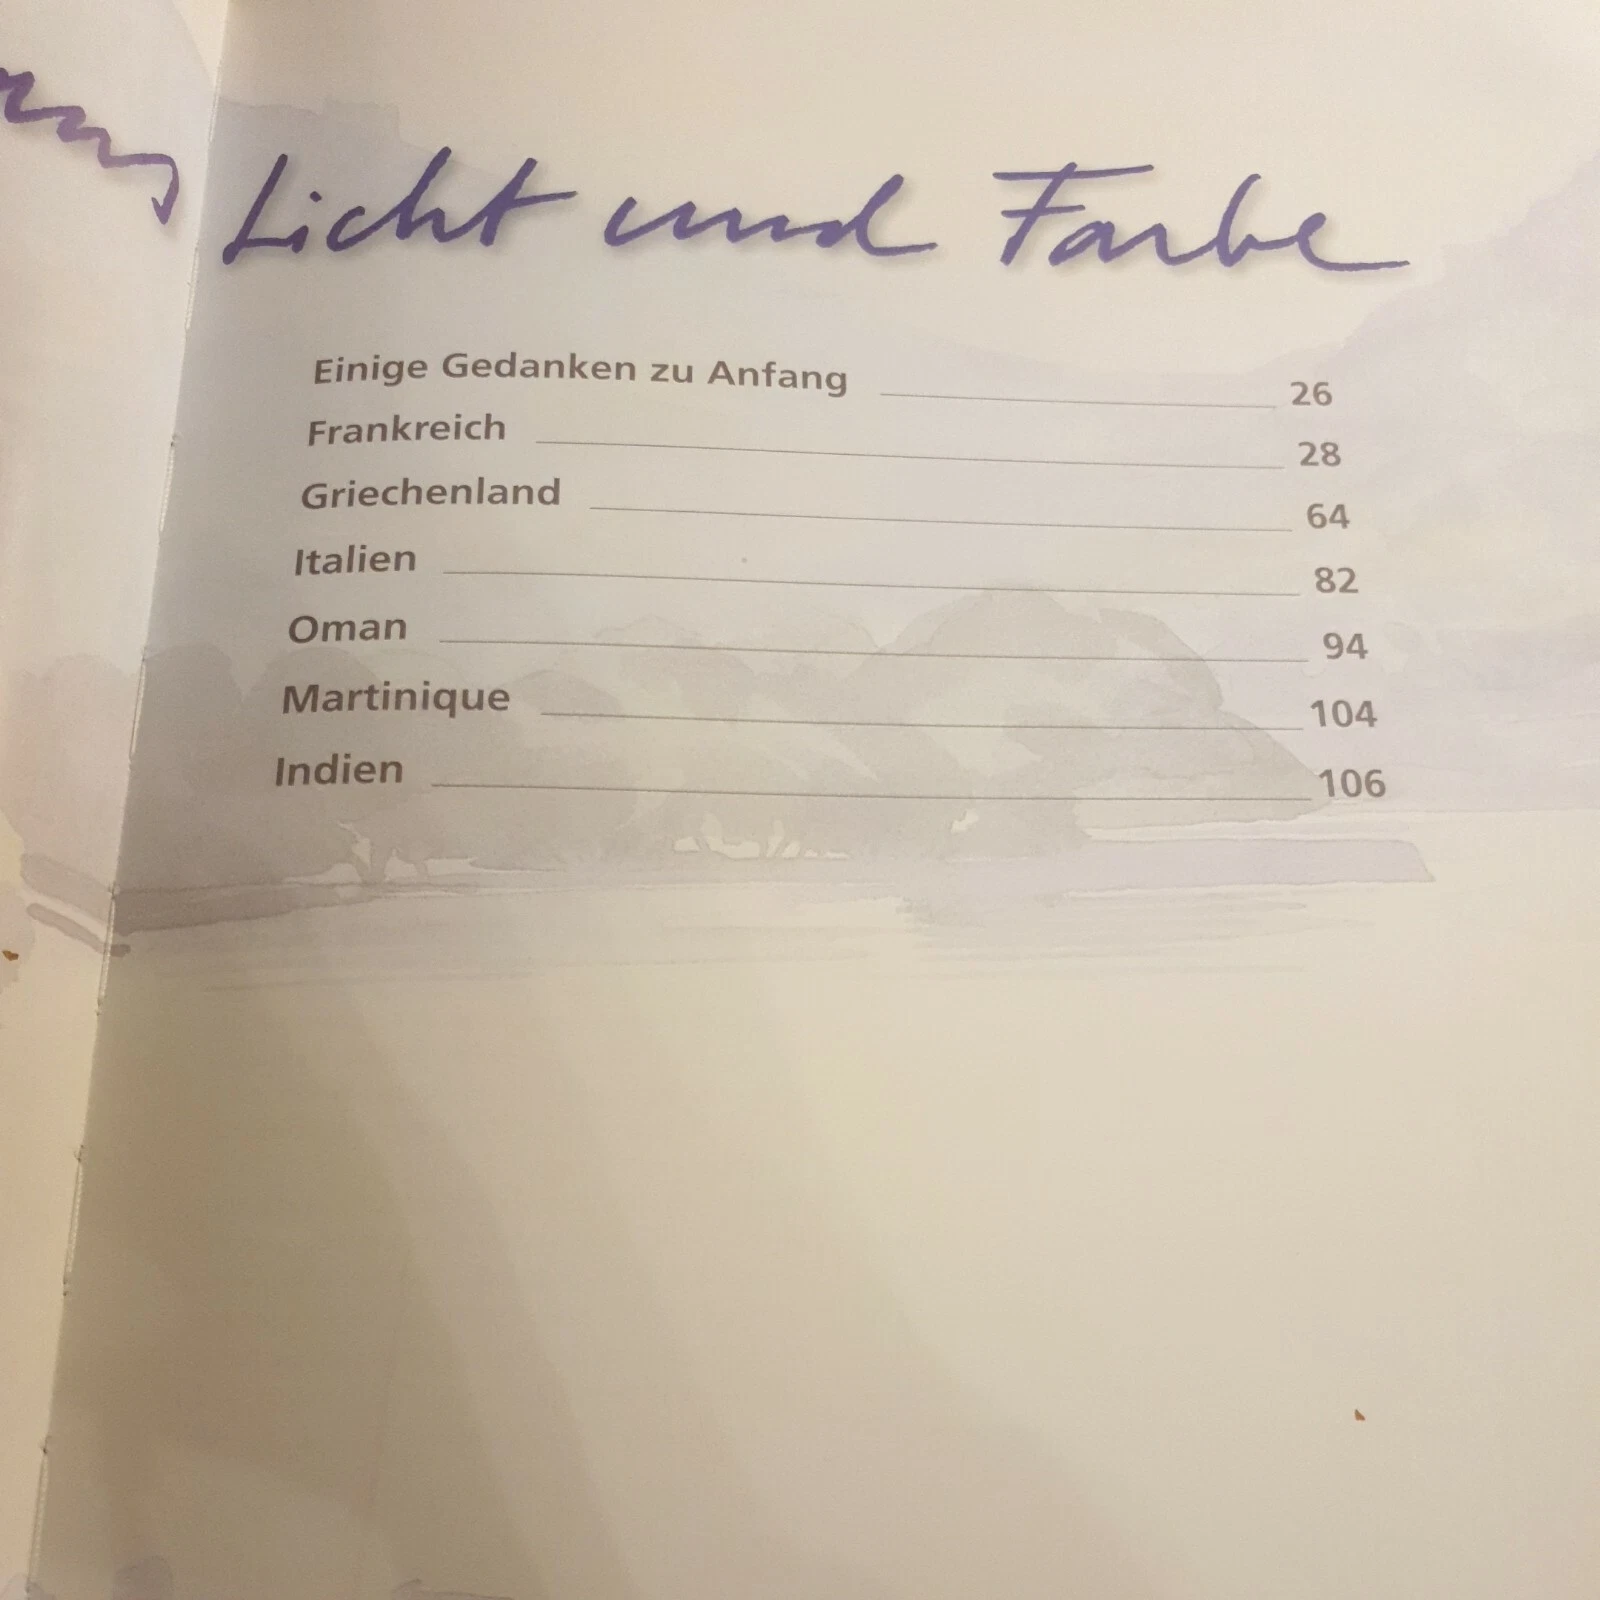 Licht und Farbe
Einige Gedanken zu Anfang 26
Frankreich 28
Griechenland 64
Italien 82
Oman 94
Martinique 104
Indien 106